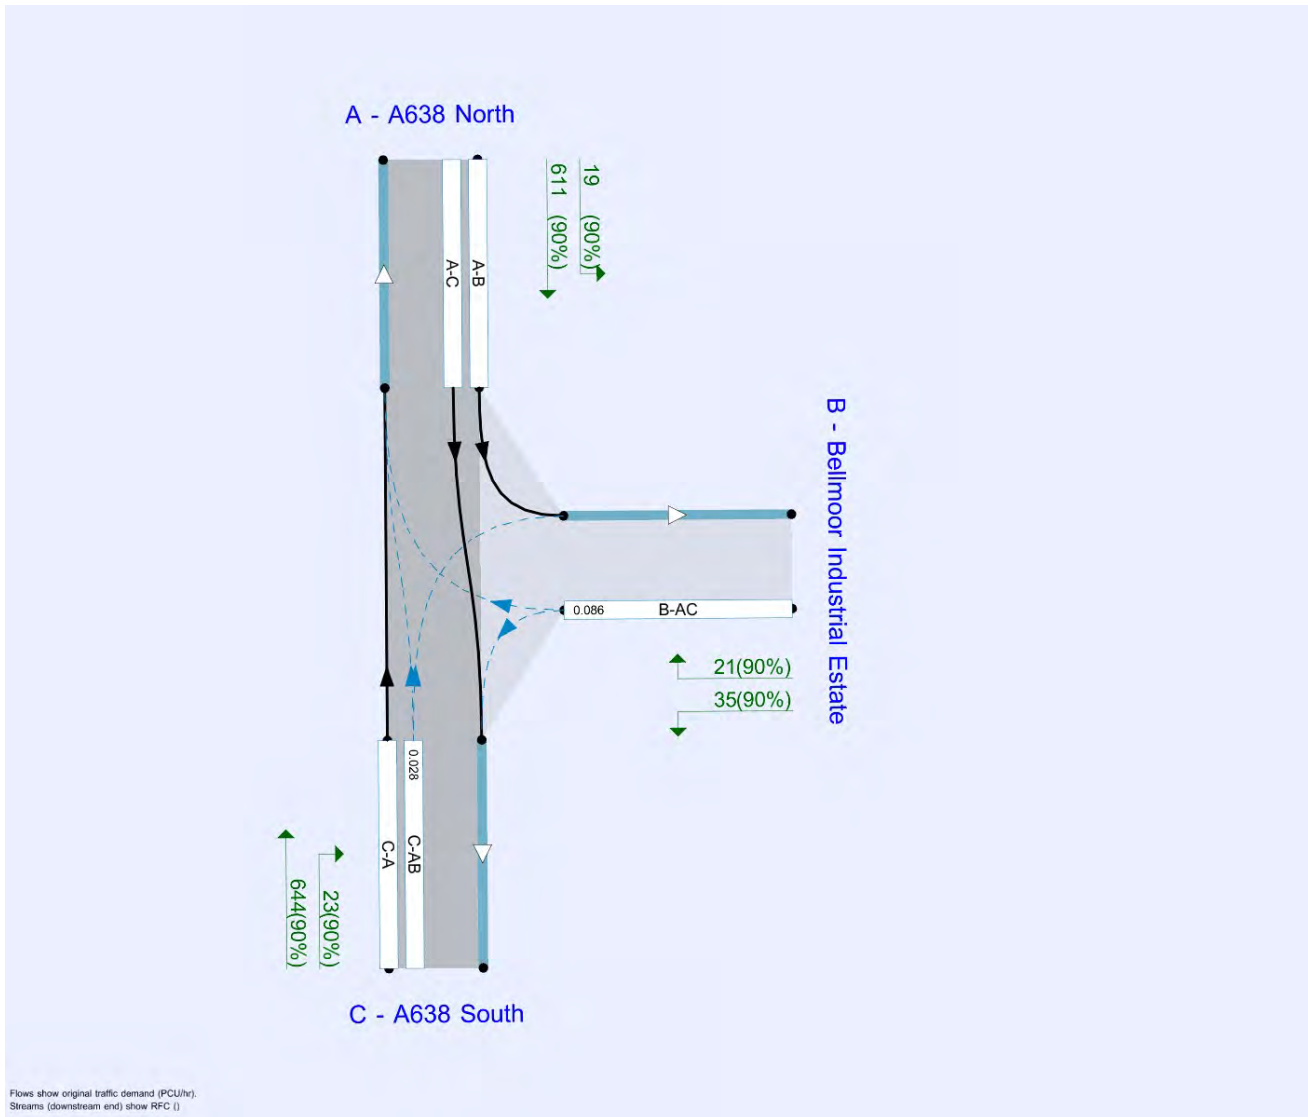 A - A638 North
611 (90%)
19 (90%)
A-C
A-B
B - Bellmoor Industrial Estate
0.086 B-AC
21(90%)
35(90%)
0.028
C-A
C-AB
644(90%)
23(90%)
C - A638 South
Flows show original traffic demand (PCU/hr).
Streams (downstream end) show RFC ()